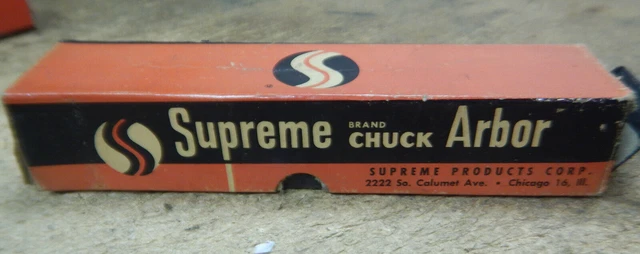 Supreme BRAND CHUCK Arbor
SUPREME PRODUCTS CORP.
2222 So. Calumet Ave. • Chicago 16, Ill.